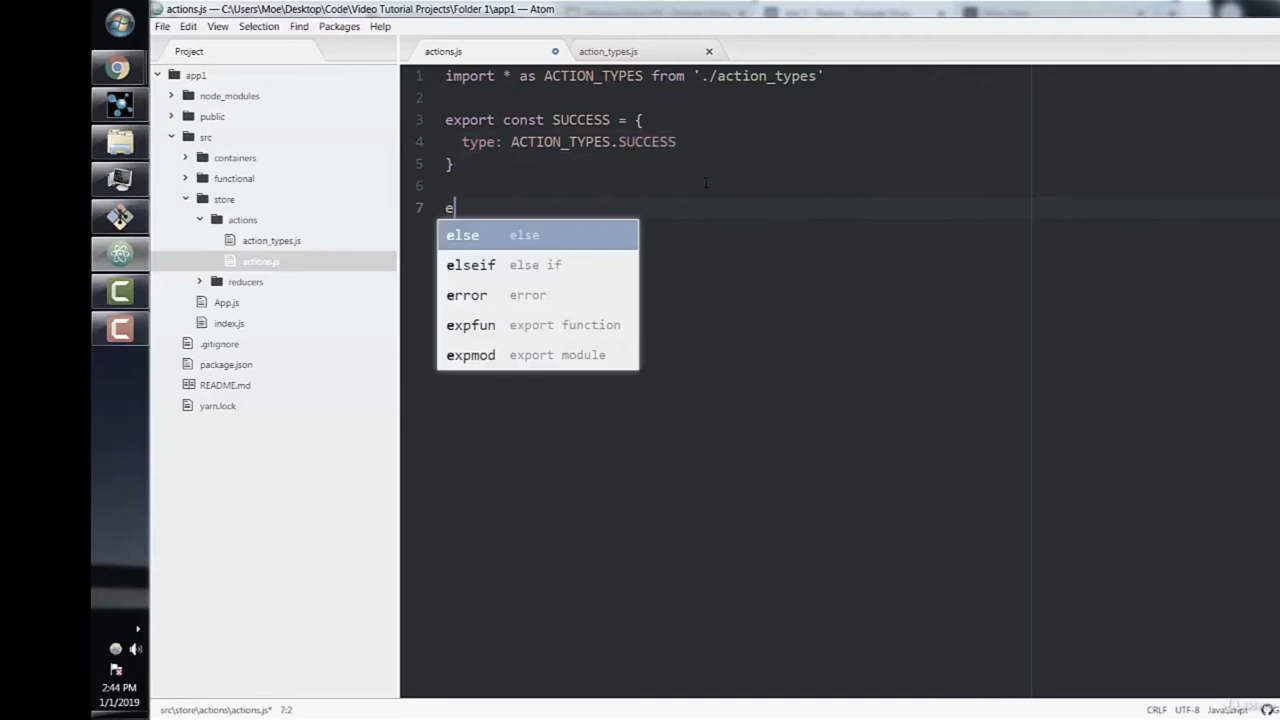 actions.js — C:\Users\Moe\Desktop\Code\Video Tutorial Projects\Folder 1\app1 — Atom
File Edit View Selection Find Packages Help
Project
actions.js
action_types.js
app1
node_modules
public
src
containers
functional
store
actions
action_types.js
actions.js
reducers
App.js
index.js
.gitignore
package.json
README.md
yarn.lock
1 import * as ACTION_TYPES from './action_types'
2
3 export const SUCCESS = {
4 type: ACTION_TYPES.SUCCESS
5 }
6
7 e
else else
elseif else if
error error
expfun export function
expmod export module
2:44 PM
1/1/2019
src\store\actions\actions.js* 7:2
CRLF UTF-8 JavaScript